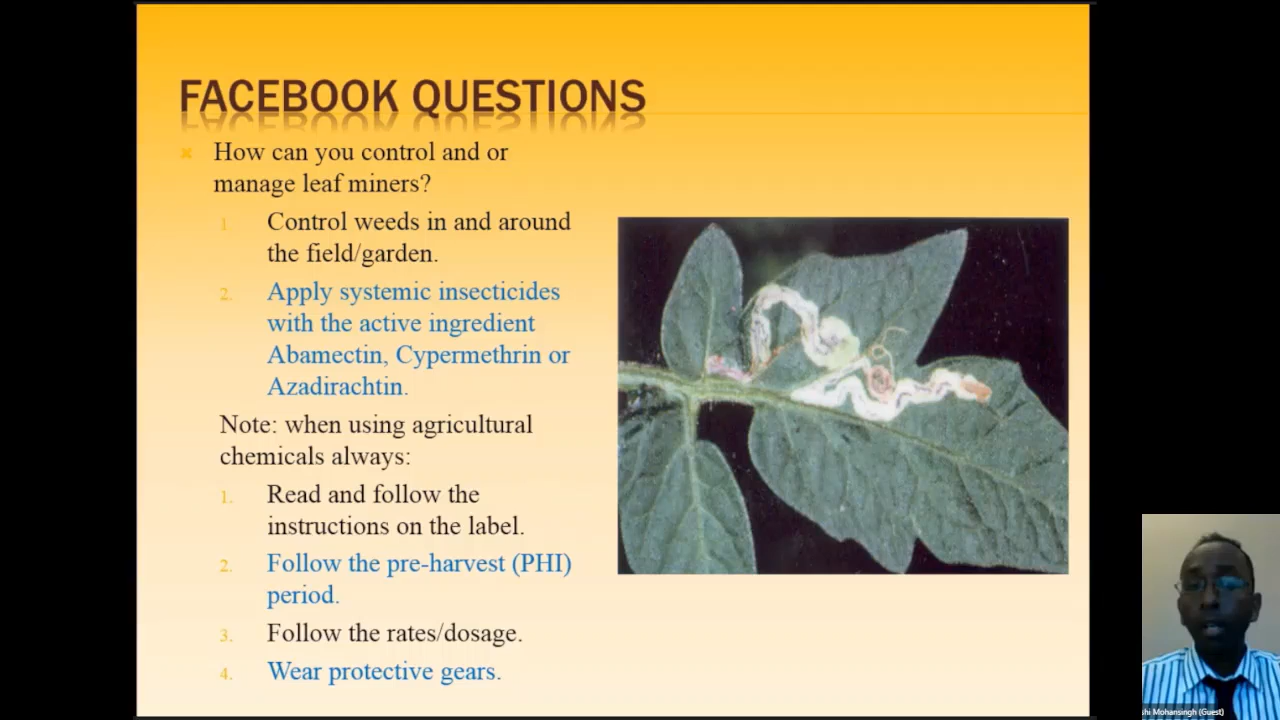 FACEBOOK QUESTIONS
How can you control and or
manage leaf miners?
1. Control weeds in and around
the field/garden.
2. Apply systemic insecticides
with the active ingredient
Abamectin, Cypermethrin or
Azadirachtin.
Note: when using agricultural
chemicals always:
1. Read and follow the
instructions on the label.
2. Follow the pre-harvest (PHI)
period.
3. Follow the rates/dosage.
4. Wear protective gears.
Mohansingh (Guest)